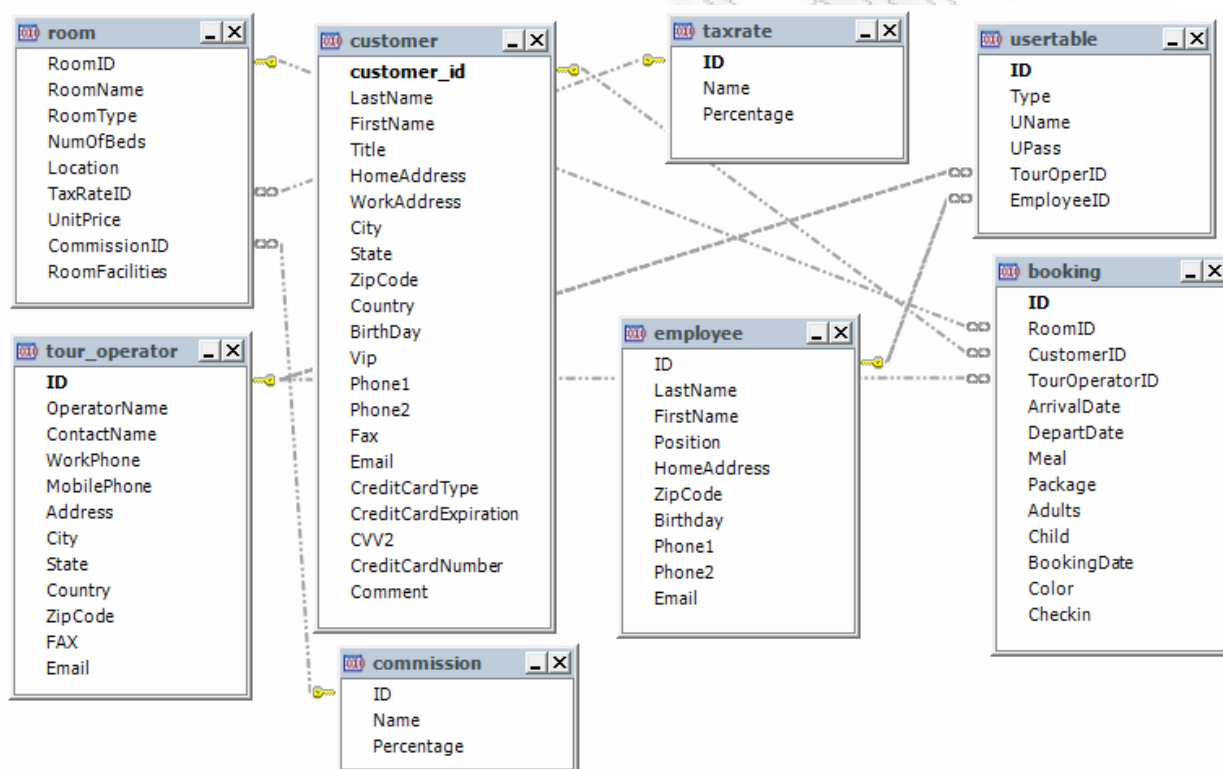 room
RoomID
RoomName
RoomType
NumOfBeds
Location
TaxRateID
UnitPrice
CommissionID
RoomFacilities
customer
customer_id
LastName
FirstName
Title
HomeAddress
WorkAddress
City
State
ZipCode
Country
BirthDay
Vip
Phone1
Phone2
Fax
Email
CreditCardType
CreditCardExpiration
CVV2
CreditCardNumber
Comment
taxrate
ID
Name
Percentage
usertable
ID
Type
UName
UPass
TourOperID
EmployeeID
tour_operator
ID
OperatorName
ContactName
WorkPhone
MobilePhone
Address
City
State
Country
ZipCode
FAX
Email
employee
ID
LastName
FirstName
Position
HomeAddress
ZipCode
Birthday
Phone1
Phone2
Email
booking
ID
RoomID
CustomerID
TourOperatorID
ArrivalDate
DepartDate
Meal
Package
Adults
Child
BookingDate
Color
Checkin
commission
ID
Name
Percentage